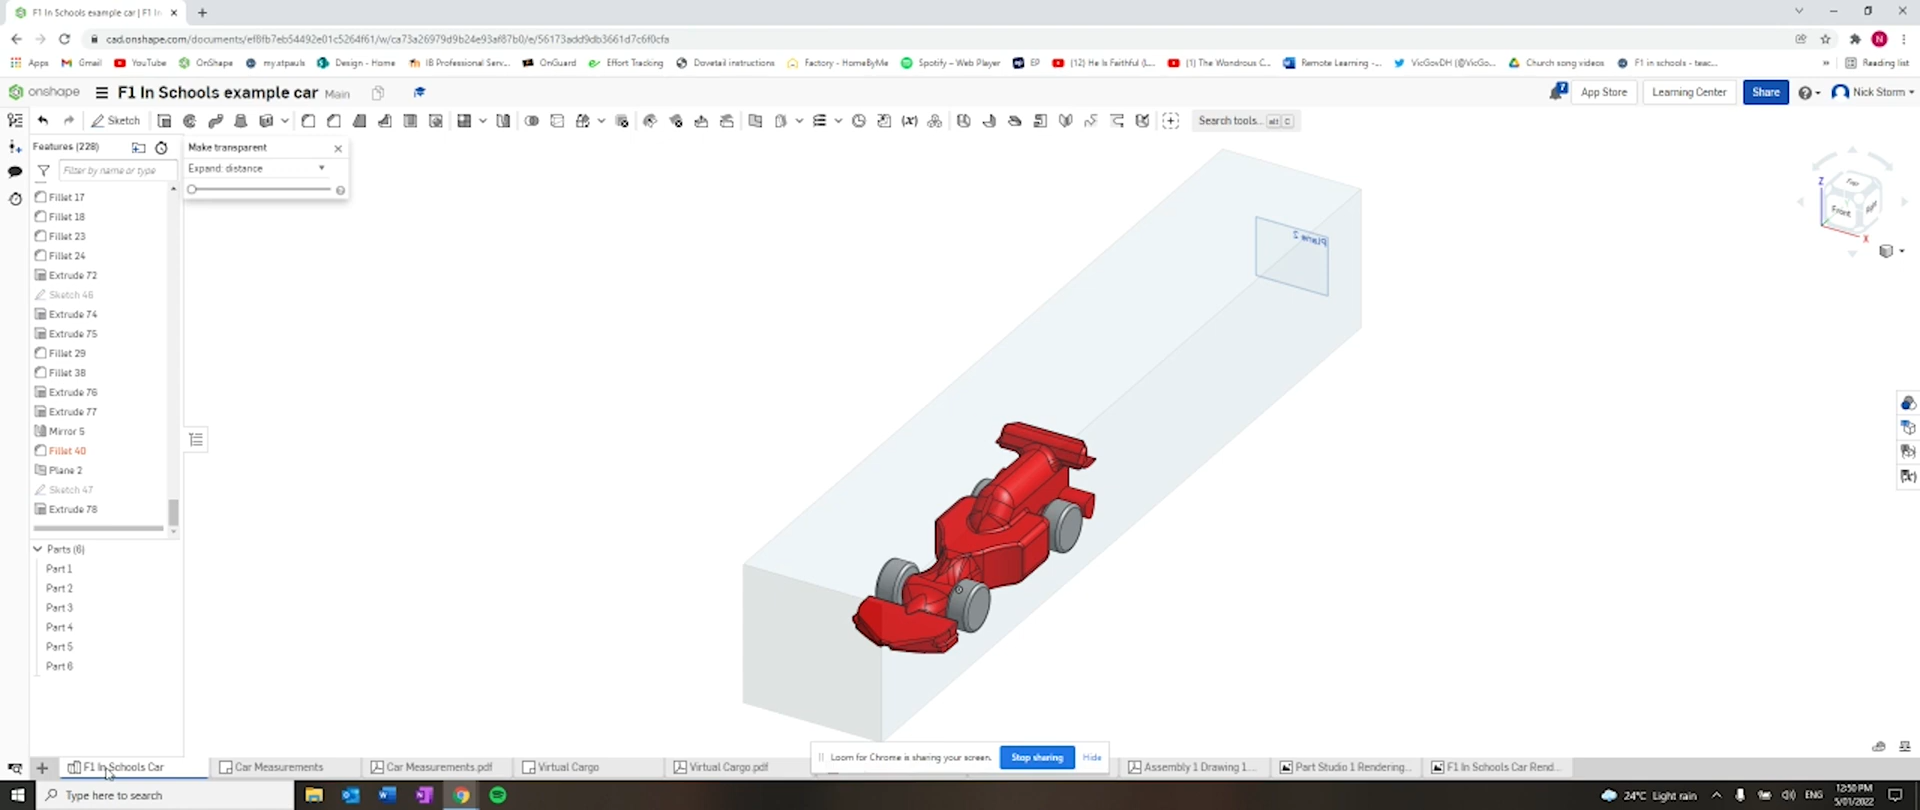 F1 In Schools example car | F1 In
cad.onshape.com/documents/ef8fb7eb54492e01c5264f61/w/ca73a26979d9b24e93af87b0/e/56173add9db3661d7c6f0cfa
Apps Gmail YouTube OnShape my.stpauls Design - Home IB Professional Serv... OnGuard Effort Tracking Dovetail instructions Factory - HomeByMe Spotify – Web Player EP (12) He Is Faithful (L... (1) The Wondrous C... Remote Learning -... VicGovDH (@VicGo... Church song videos F1 in schools - teac... » Reading list
onshape F1 In Schools example car Main 7 App Store Learning Center Share Nick Storm
Sketch Search tools... alt C
Features (228) Make transparent
Filter by name or type Expand: distance
Fillet 17
Fillet 18
Fillet 23
Fillet 24
Extrude 72
Sketch 46
Extrude 74
Extrude 75
Fillet 29
Fillet 38
Extrude 76
Extrude 77
Mirror 5
Fillet 40
Plane 2
Sketch 47
Extrude 78
Parts (6)
Part 1
Part 2
Part 3
Part 4
Part 5
Part 6
Plane 2
Top
Front
Right
Z
X
Loom for Chrome is sharing your screen. Stop sharing Hide
F1 In Schools Car Car Measurements Car Measurements.pdf Virtual Cargo Virtual Cargo.pdf Assembly 1 Drawing 1... Part Studio 1 Rendering... F1 In Schools Car Rend...
Type here to search 24°C Light rain ENG 12:50 PM
5/01/2022